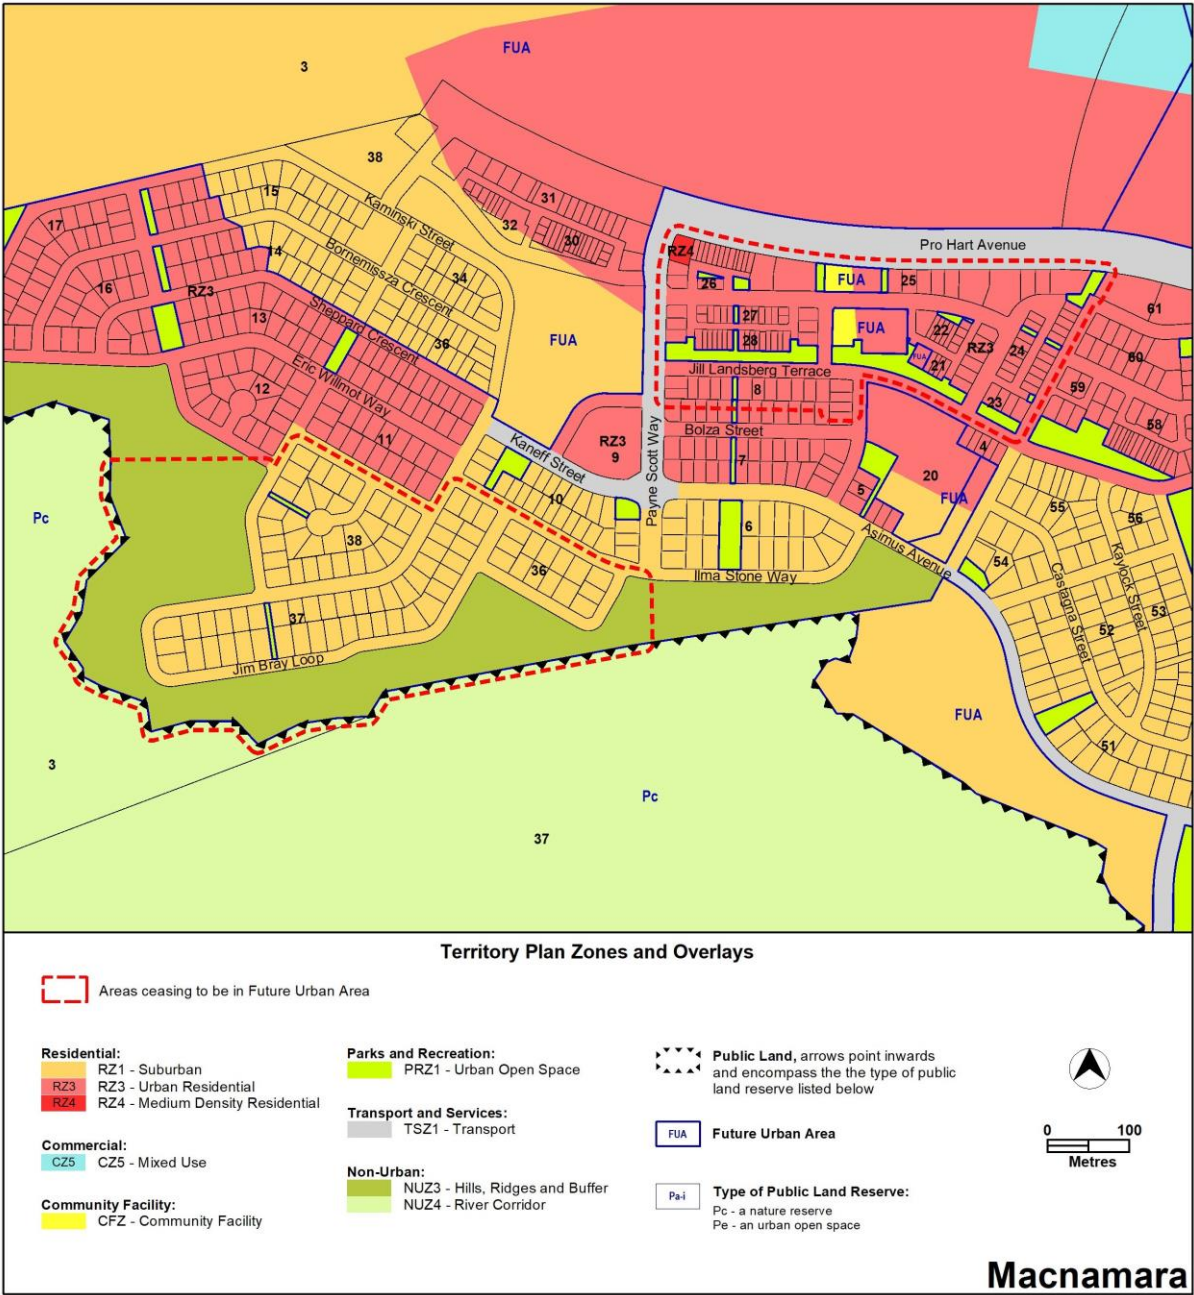 FUA
3
38
Kaminski Street
15
31
32
30
17
14
Bornemissza Crescent
34
RZ4
Pro Hart Avenue
16
RZ3
13
Sheppard Crescent
36
FUA
26
FUA
25
61
27
28
FUA
22
RZ3
24
60
FUA
21
Eric Willmot Way
12
Jill Landsberg Terrace
8
59
23
58
11
Kaneff Street
RZ3
9
Payne Scott Way
Bolza Street
7
4
20
FUA
5
10
6
Asimus Avenue
55
56
Pc
38
36
Ilma Stone Way
54
Castagna Street
Kaylock Street
53
52
37
Jim Bray Loop
FUA
51
3
Pc
37
Territory Plan Zones and Overlays
Areas ceasing to be in Future Urban Area
Residential:
RZ1 - Suburban
RZ3 RZ3 - Urban Residential
RZ4 RZ4 - Medium Density Residential
Commercial:
CZ5 CZ5 - Mixed Use
Community Facility:
CFZ - Community Facility
Parks and Recreation:
PRZ1 - Urban Open Space
Transport and Services:
TSZ1 - Transport
Non-Urban:
NUZ3 - Hills, Ridges and Buffer
NUZ4 - River Corridor
Public Land, arrows point inwards
and encompass the the type of public
land reserve listed below
FUA Future Urban Area
Pa-i Type of Public Land Reserve:
Pc - a nature reserve
Pe - an urban open space
0 100
Metres
Macnamara